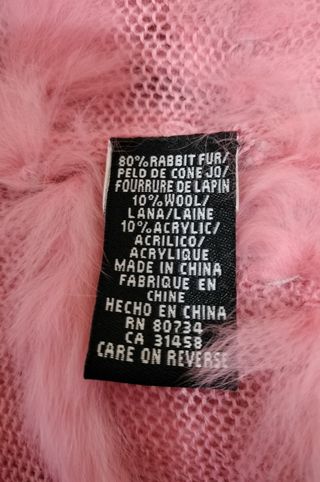 80% RABBIT FUR/
PELD DE CONE JO/
FOURRURE DE LAPIN
10% WOOL/
LANA/LAINE
10% ACRYLIC/
ACRILICO/
ACRYLIQUE
MADE IN CHINA
FABRIQUE EN
CHINE
HECHO EN CHINA
RN 80734
CA 31458
CARE ON REVERSE